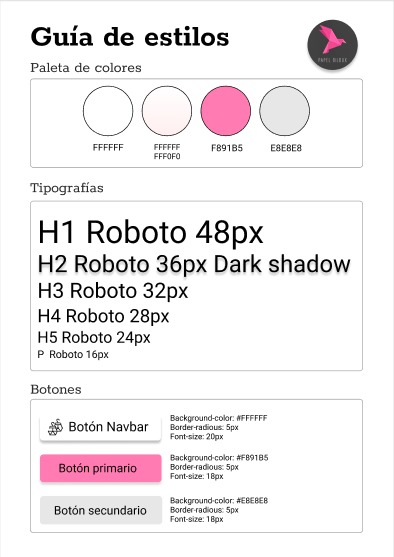 Guía de estilos
PAPEL BLOOK
Paleta de colores
FFFFFF
FFFFFF
FFF0F0
F891B5
E8E8E8
Tipografías
H1 Roboto 48px
H2 Roboto 36px Dark shadow
H3 Roboto 32px
H4 Roboto 28px
H5 Roboto 24px
P Roboto 16px
Botones
Botón Navbar
Background-color: #FFFFFF
Border-radious: 5px
Font-size: 20px
Botón primario
Background-color: #F891B5
Border-radious: 5px
Font-size: 18px
Botón secundario
Background-color: #E8E8E8
Border-radious: 5px
Font-size: 18px